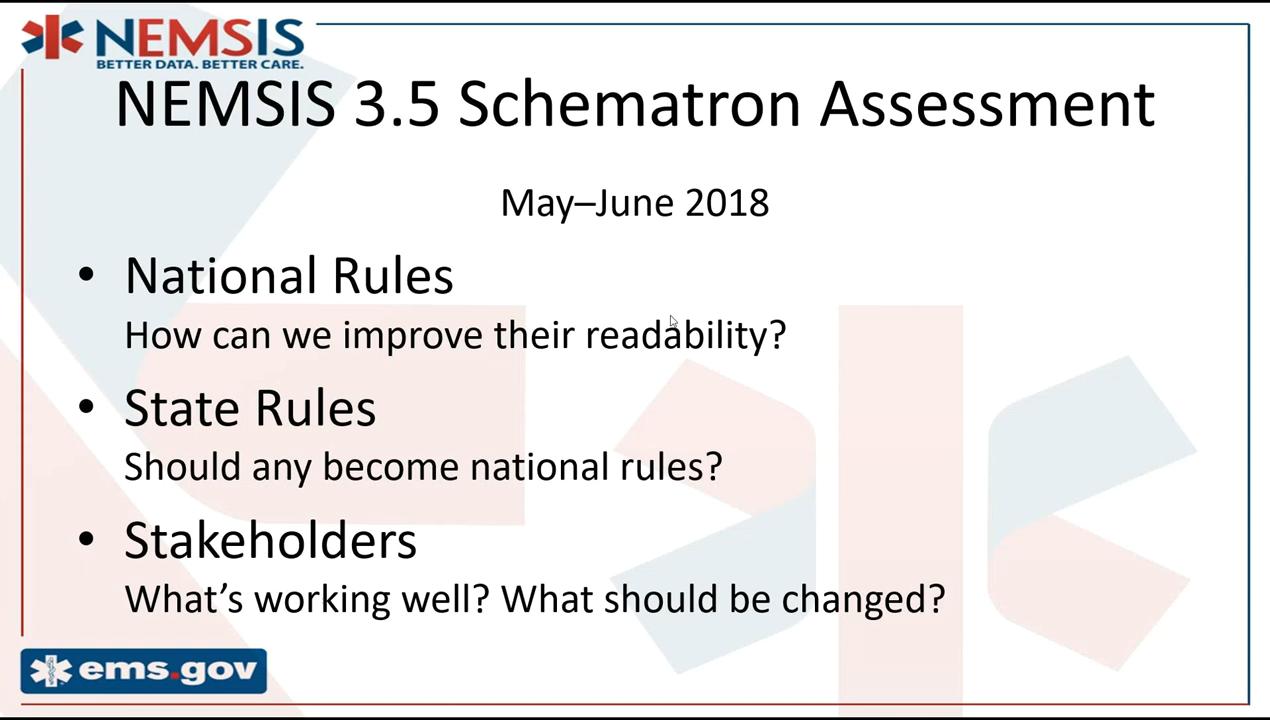 NEMSIS
BETTER DATA. BETTER CARE.
NEMSIS 3.5 Schematron Assessment
May–June 2018
• National Rules
How can we improve their readability?
• State Rules
Should any become national rules?
• Stakeholders
What’s working well? What should be changed?
ems.gov